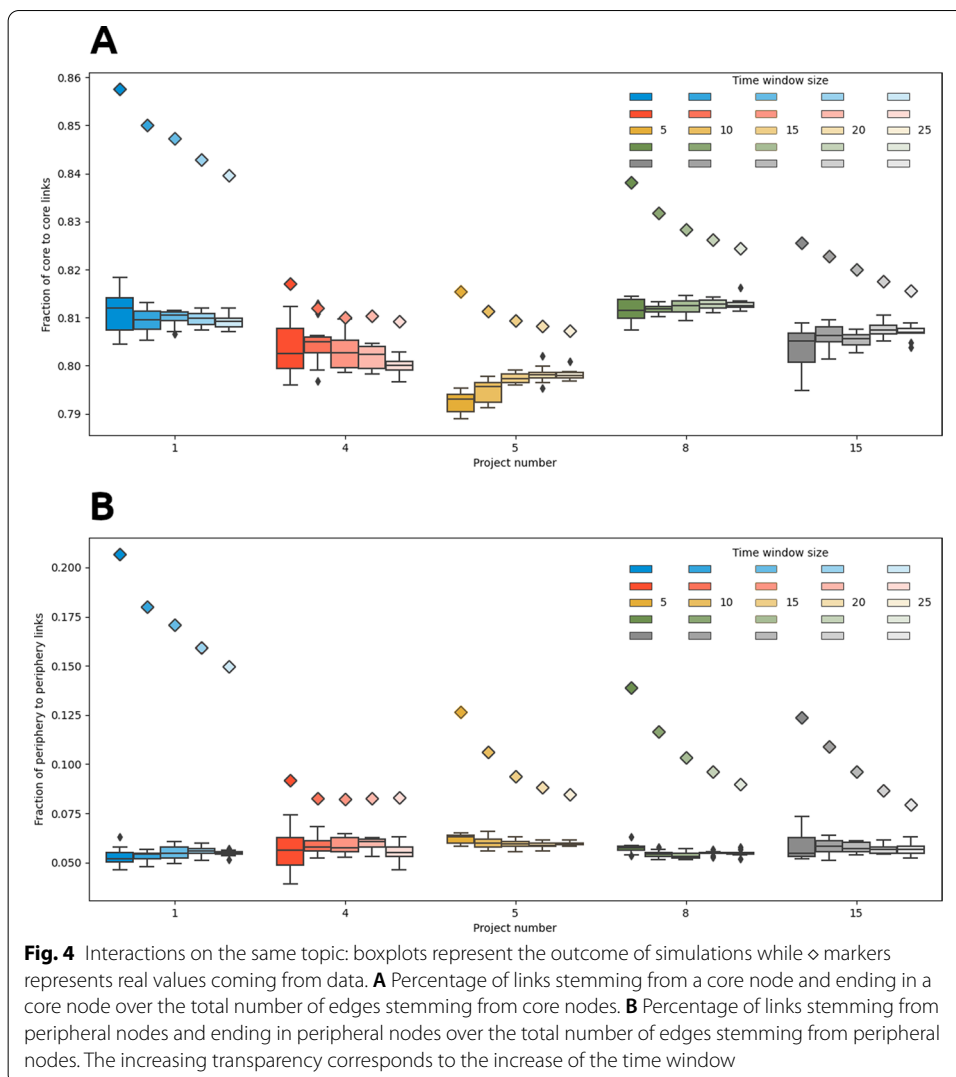 A
0.86
0.85
0.84
0.83
0.82
0.81
0.80
0.79
Fraction of core to core links
Time window size
5 10 15 20 25
1 4 5 8 15
Project number
B
0.200
0.175
0.150
0.125
0.100
0.075
0.050
Fraction of periphery to periphery links
Time window size
5 10 15 20 25
1 4 5 8 15
Project number
Fig. 4 Interactions on the same topic: boxplots represent the outcome of simulations while ⋄ markers
represents real values coming from data. A Percentage of links stemming from a core node and ending in a
core node over the total number of edges stemming from core nodes. B Percentage of links stemming from
peripheral nodes and ending in peripheral nodes over the total number of edges stemming from peripheral
nodes. The increasing transparency corresponds to the increase of the time window